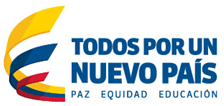 TODOS POR UN
NUEVO PAÍS
PAZ EQUIDAD EDUCACIÓN